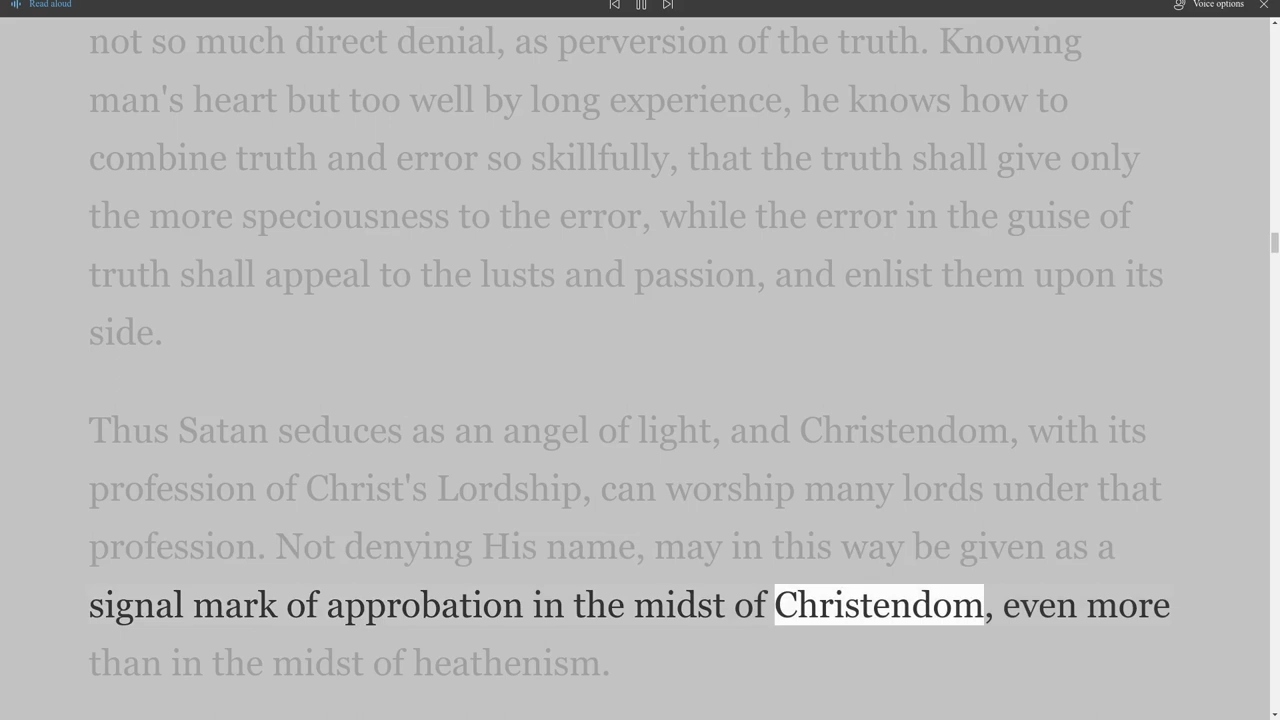 Read aloud
Voice options
not so much direct denial, as perversion of the truth. Knowing
man's heart but too well by long experience, he knows how to
combine truth and error so skillfully, that the truth shall give only
the more speciousness to the error, while the error in the guise of
truth shall appeal to the lusts and passion, and enlist them upon its
side.
Thus Satan seduces as an angel of light, and Christendom, with its
profession of Christ's Lordship, can worship many lords under that
profession. Not denying His name, may in this way be given as a
signal mark of approbation in the midst of Christendom, even more
than in the midst of heathenism.